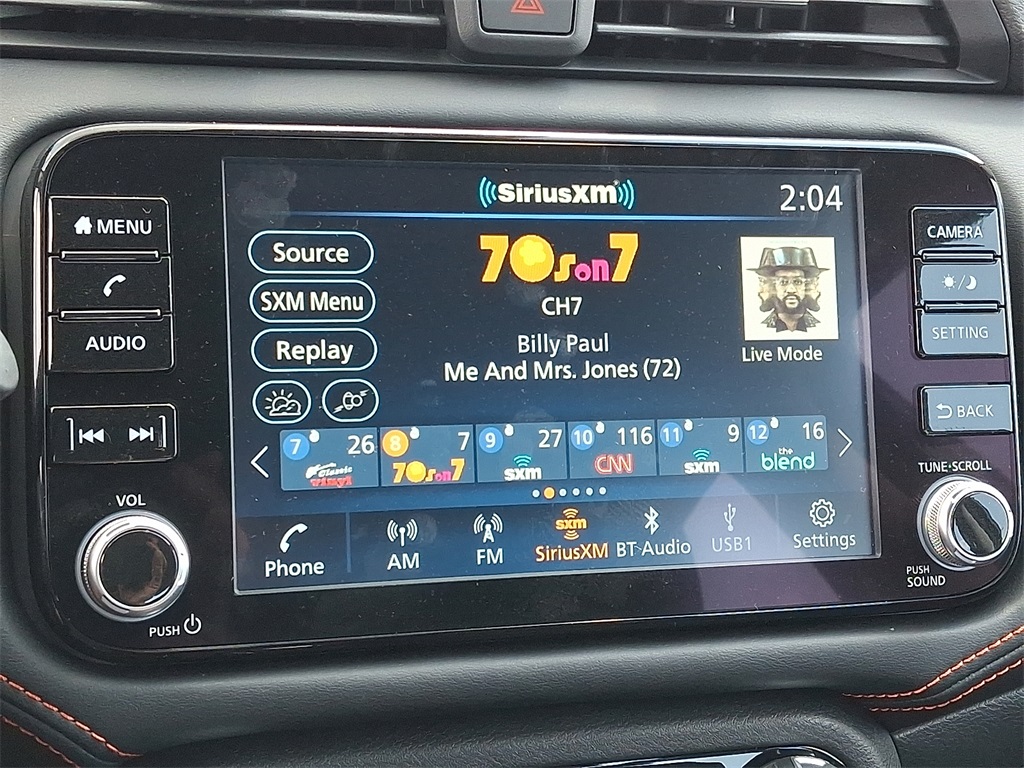 SiriusXM
2:04
MENU
AUDIO
VOL
PUSH
Source
SXM Menu
Replay
70s on 7
CH7
Billy Paul
Me And Mrs. Jones (72)
Live Mode
7 26 8 7 9 27 10 116 11 9 12 16
Classic vinyl 70s on 7 sxm CNN sxm the blend
Phone AM FM sxm SiriusXM BT Audio USB1 Settings
CAMERA
SETTING
BACK
TUNE•SCROLL
PUSH
SOUND